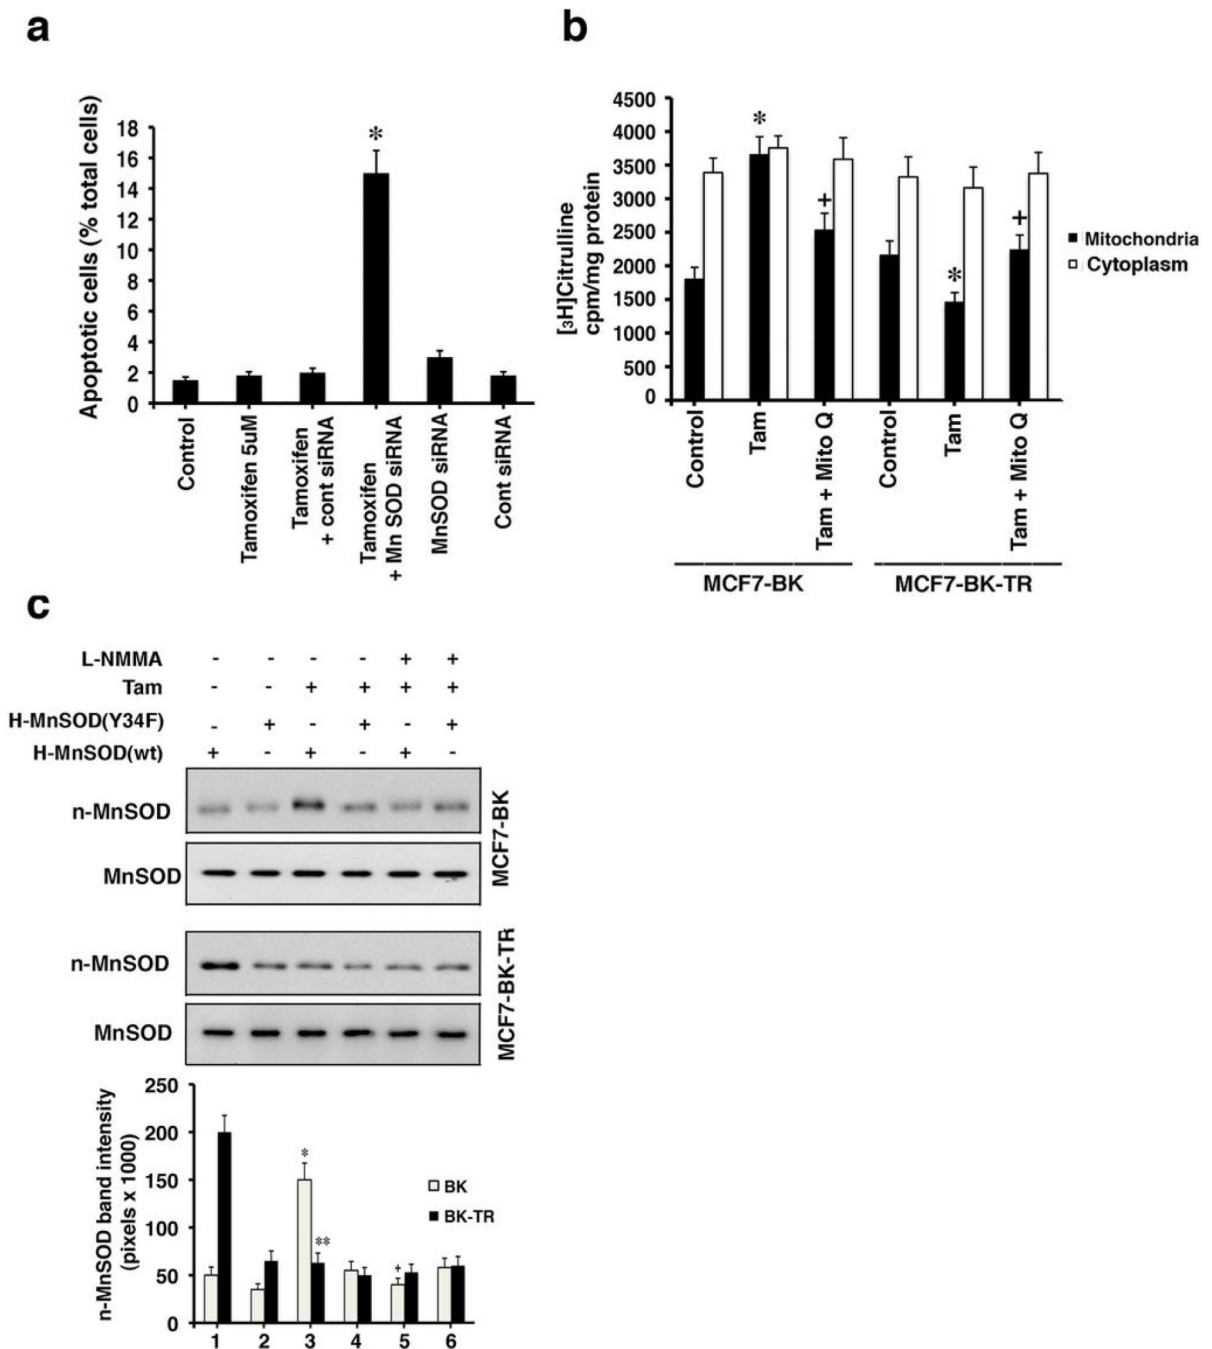 a
Apoptotic cells (% total cells)
18
16
14
12
10
8
6
4
2
0
*
Control
Tamoxifen 5uM
Tamoxifen
+ cont siRNA
Tamoxifen
+ Mn SOD siRNA
MnSOD siRNA
Cont siRNA
b
[3H]Citrulline
cpm/mg protein
4500
4000
3500
3000
2500
2000
1500
1000
500
0
*
+
*
+
Mitochondria
Cytoplasm
Control
Tam
Tam + Mito Q
Control
Tam
Tam + Mito Q
MCF7-BK
MCF7-BK-TR
c
L-NMMA - - - - + +
Tam - - + + + +
H-MnSOD(Y34F) - + - + - +
H-MnSOD(wt) + - + - + -
n-MnSOD
MnSOD
MCF7-BK
n-MnSOD
MnSOD
MCF7-BK-TR
n-MnSOD band intensity
(pixels x 1000)
250
200
150
100
50
0
*
**
+
BK
BK-TR
1 2 3 4 5 6